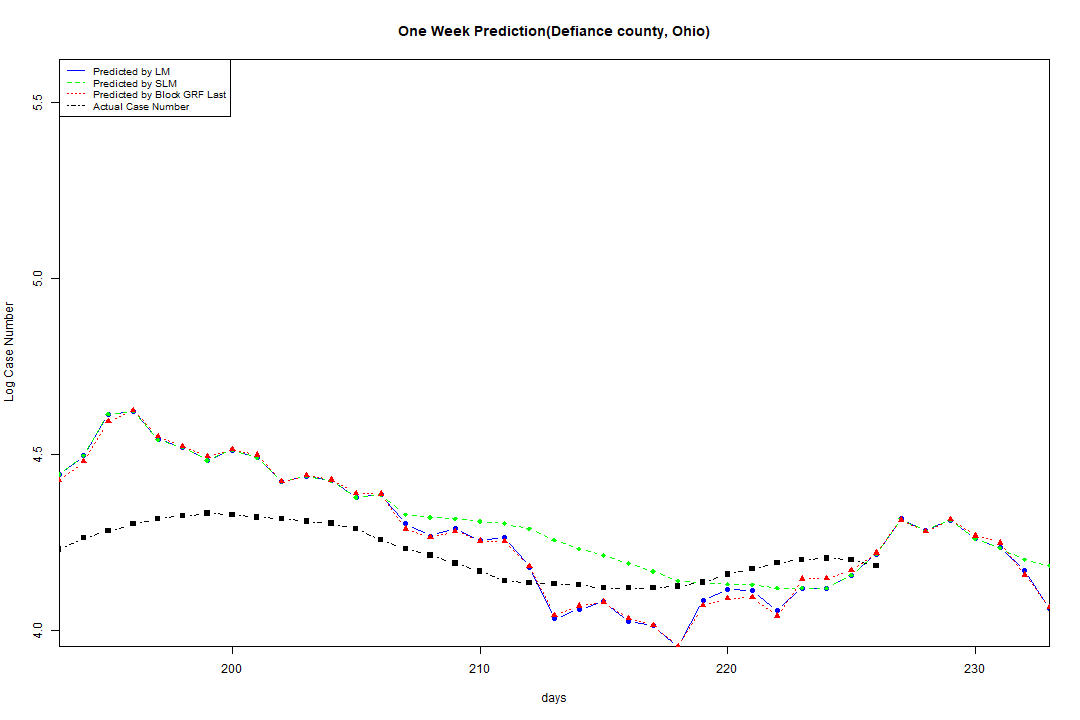 One Week Prediction(Defiance county, Ohio)
Predicted by LM
Predicted by SLM
Predicted by Block GRF Last
Actual Case Number
5.5
5.0
4.5
4.0
Log Case Number
200 210 220 230
days